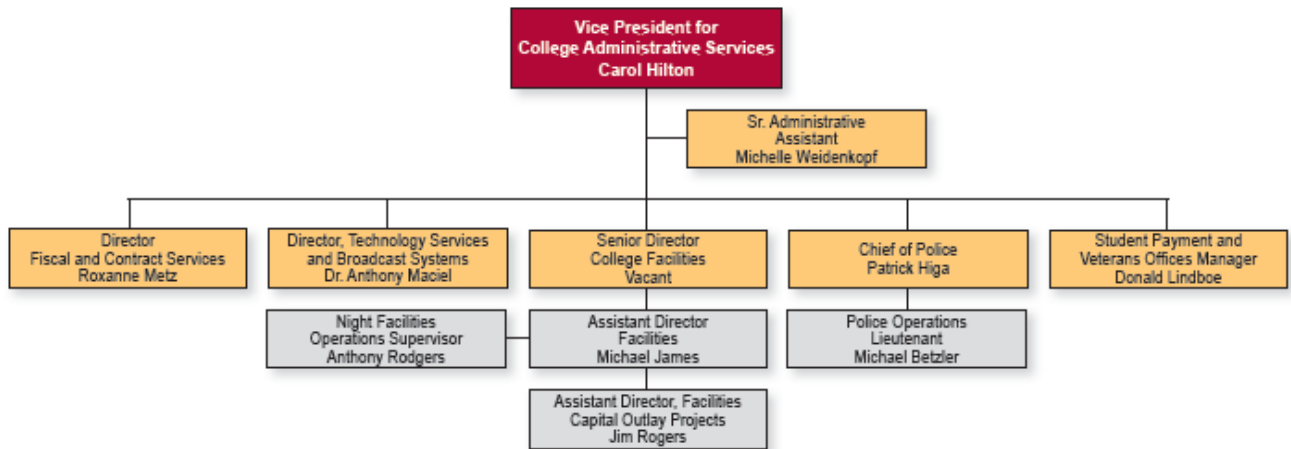 Vice President for
College Administrative Services
Carol Hilton
Sr. Administrative
Assistant
Michelle Weidenkopf
Director
Fiscal and Contract Services
Roxanne Metz
Director, Technology Services
and Broadcast Systems
Dr. Anthony Maciel
Senior Director
College Facilities
Vacant
Chief of Police
Patrick Higa
Student Payment and
Veterans Offices Manager
Donald Lindboe
Night Facilities
Operations Supervisor
Anthony Rodgers
Assistant Director
Facilities
Michael James
Police Operations
Lieutenant
Michael Betzler
Assistant Director, Facilities
Capital Outlay Projects
Jim Rogers